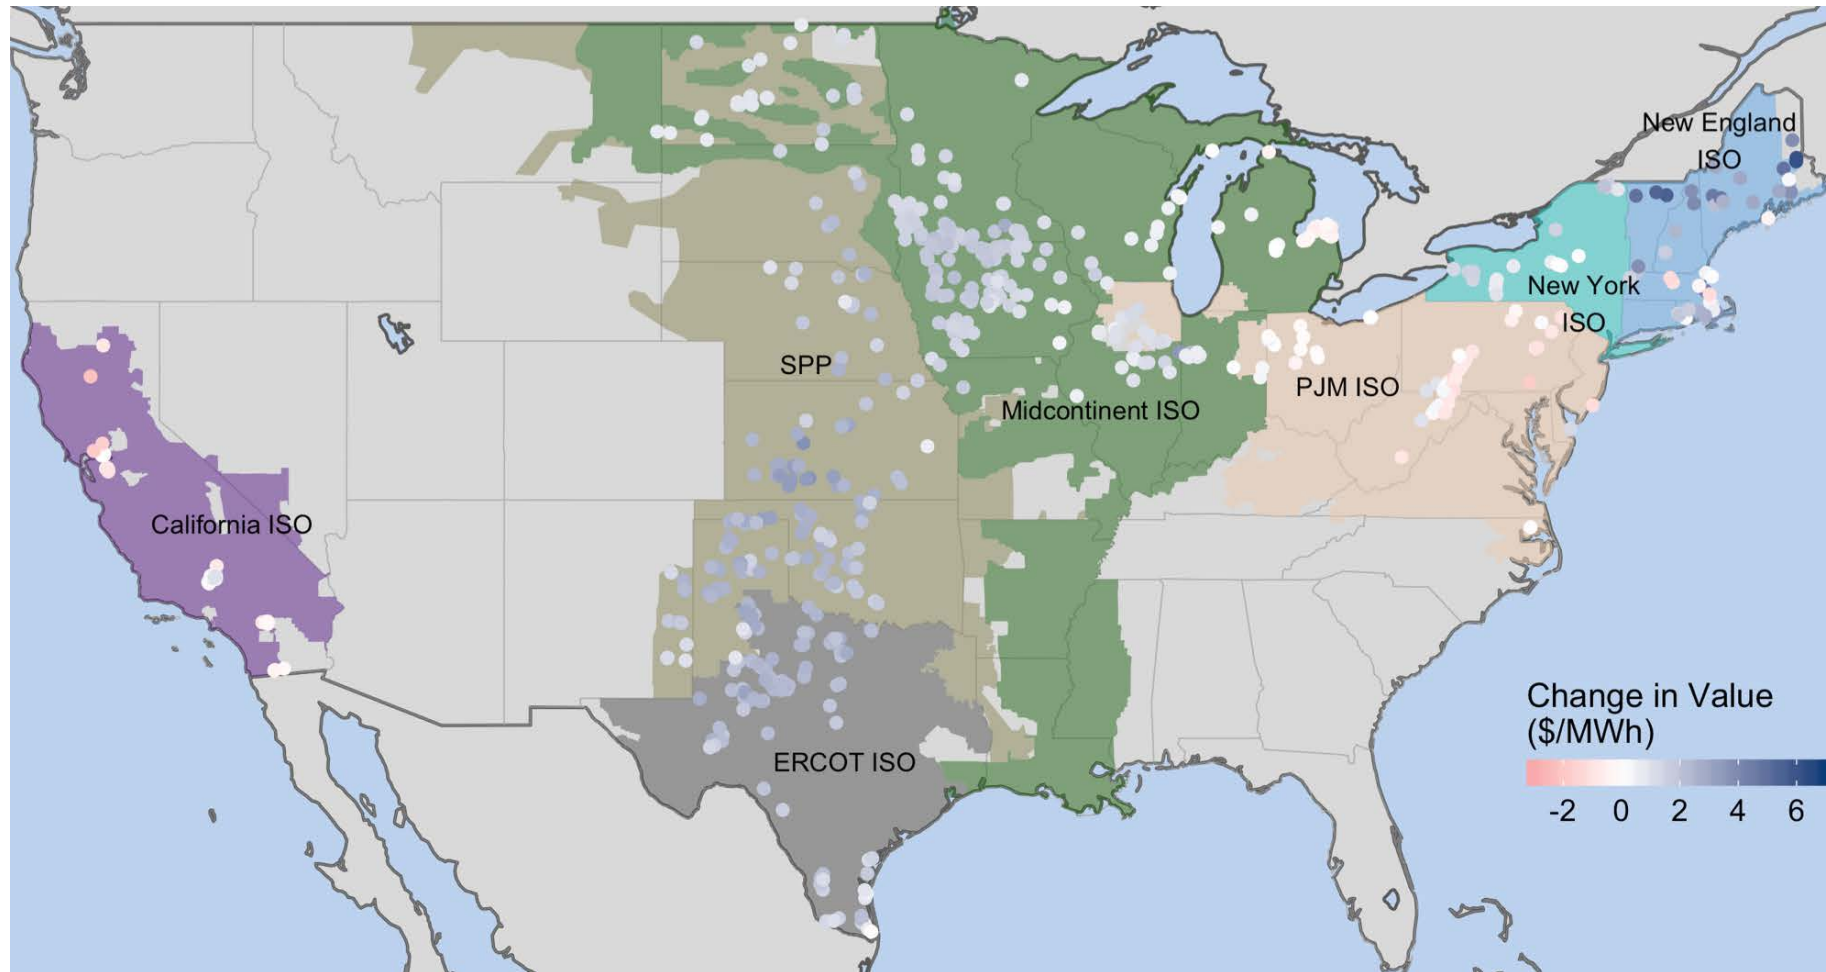 New England
ISO
New York
ISO
SPP
PJM ISO
Midcontinent ISO
California ISO
ERCOT ISO
Change in Value
($/MWh)
-2 0 2 4 6